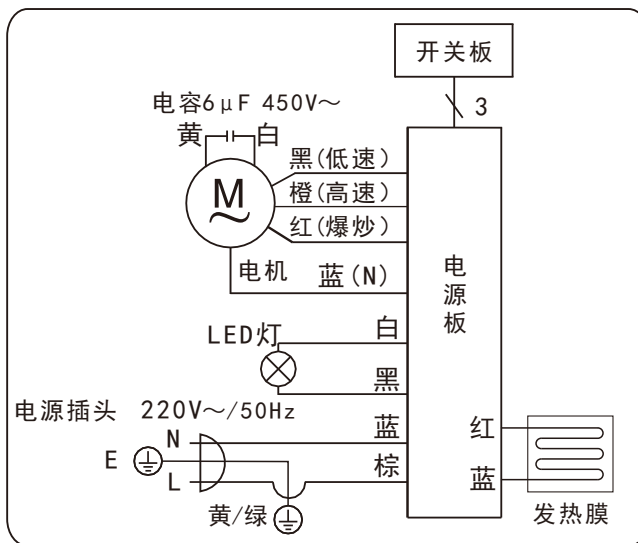 开关板
3
电容6μF 450V～
黄 白
黑(低速)
橙(高速)
红(爆炒)
M
～
电机 蓝(N)
电源板
LED灯
白
黑
电源插头 220V～/50Hz
N 蓝
E
L 棕
黄/绿
红
蓝
发热膜